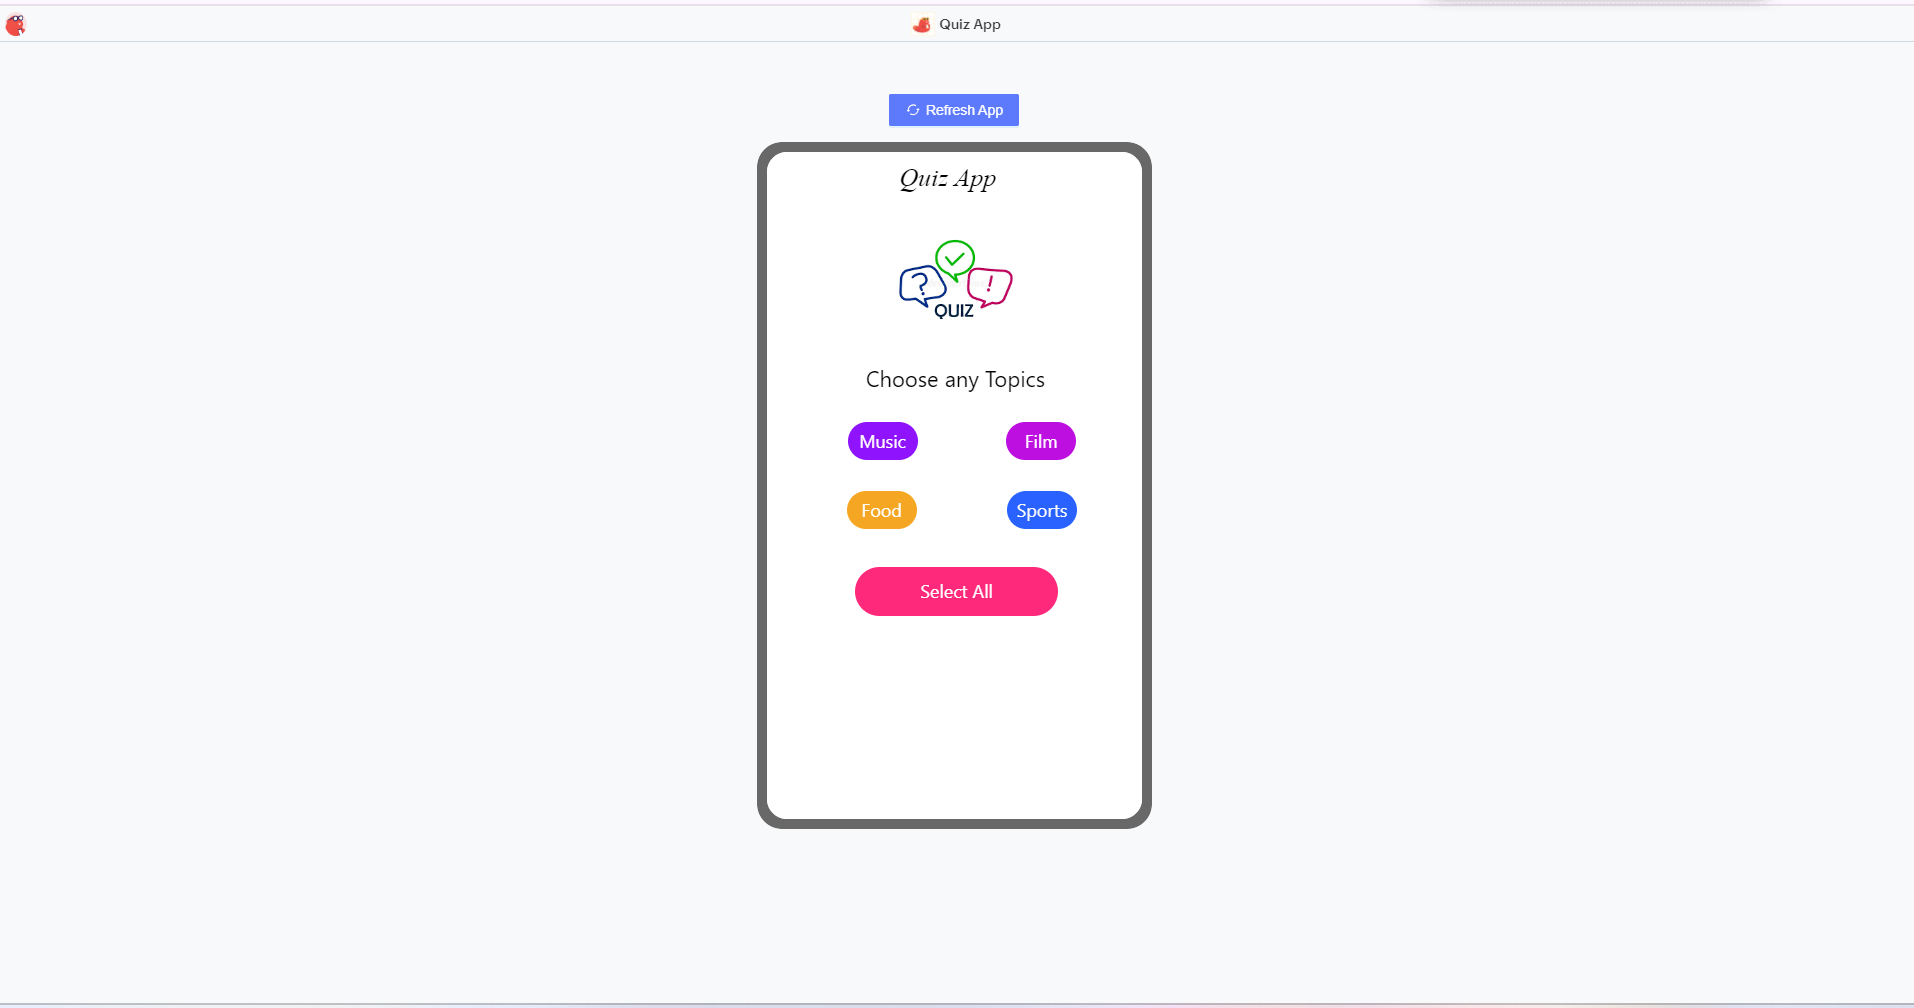 Quiz App
Refresh App
Quiz App
?
!
QUIZ
Choose any Topics
Music Film
Food Sports
Select All